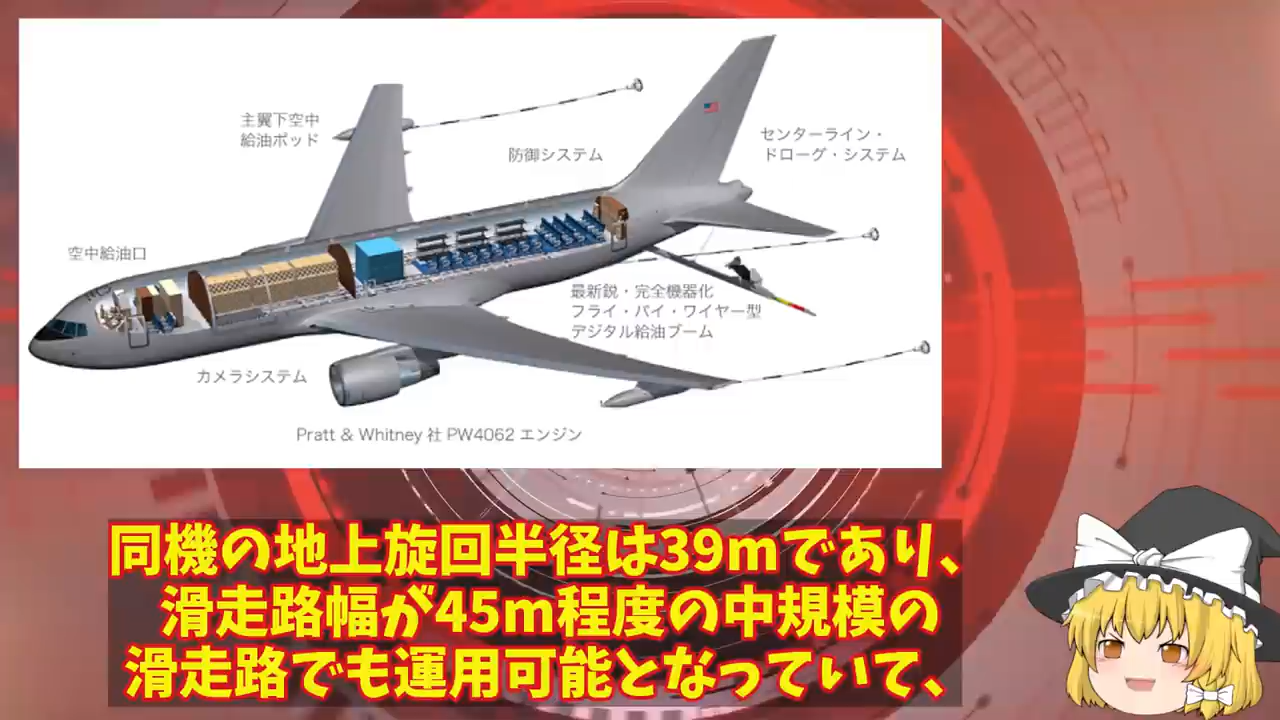 主翼下空中
給油ポッド
防御システム
センターライン・
ドローグ・システム
空中給油口
最新鋭・完全機器化
フライ・バイ・ワイヤー型
デジタル給油ブーム
カメラシステム
Pratt & Whitney 社 PW4062 エンジン
同機の地上旋回半径は39mであり、
滑走路幅が45m程度の中規模の
滑走路でも運用可能となっていて、